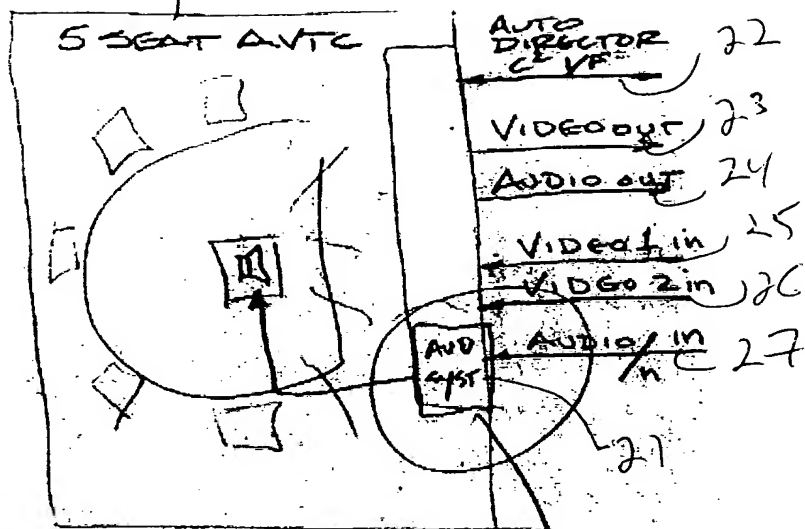 5 SEAT AVTC
AUTO
DIRECTOR
22
VIDEO OUT 23
AUDIO OUT 24
VIDEO 1 in 25
VIDEO 2 in 26
AUD
SYST
AUDIO/n in 27
21